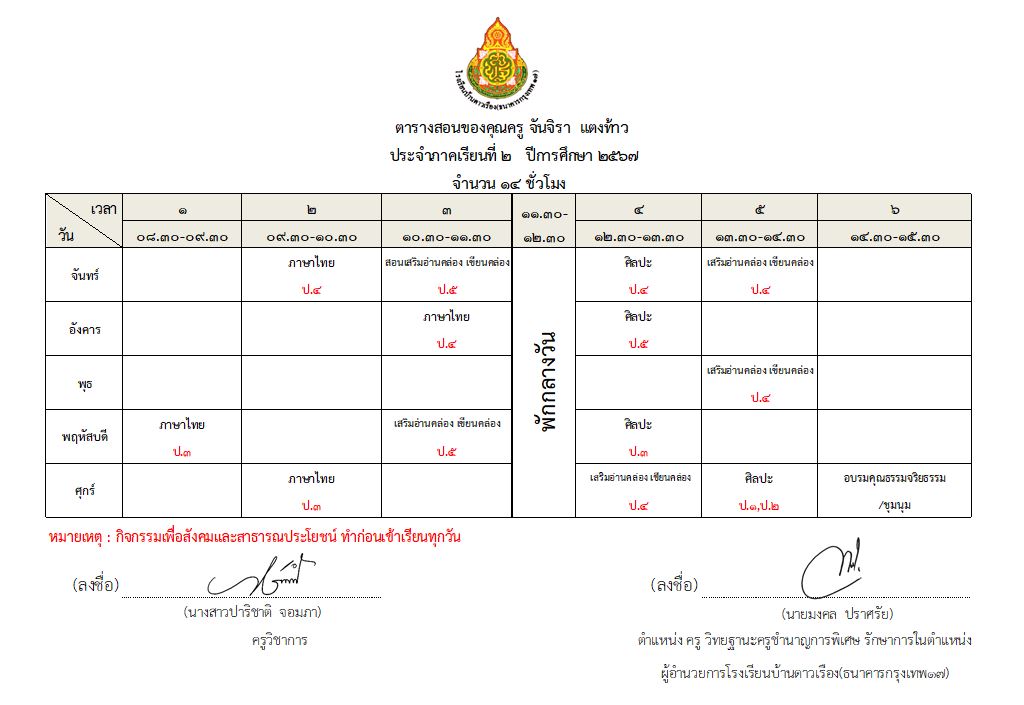 โรงเรียนบ้านดาวเรือง(ธนาคารกรุงเทพ๑๗)
ตารางสอนของคุณครู จันจิรา แตงท้าว
ประจำภาคเรียนที่ ๒ ปีการศึกษา ๒๕๖๗
จำนวน ๑๔ ชั่วโมง
เวลา ๑ ๒ ๓ ๑๑.๓๐- ๔ ๕ ๖
วัน ๐๘.๓๐-๐๙.๓๐ ๐๙.๓๐-๑๐.๓๐ ๑๐.๓๐-๑๑.๓๐ ๑๒.๓๐ ๑๒.๓๐-๑๓.๓๐ ๑๓.๓๐-๑๔.๓๐ ๑๔.๓๐-๑๕.๓๐
จันทร์ ภาษาไทย สอนเสริมอ่านคล่อง เขียนคล่อง ศิลปะ เสริมอ่านคล่อง เขียนคล่อง
ป.๔ ป.๕ ป.๔ ป.๔
อังคาร ภาษาไทย ศิลปะ
ป.๔ ป.๕
พักกลางวัน
พุธ เสริมอ่านคล่อง เขียนคล่อง
ป.๔
พฤหัสบดี ภาษาไทย เสริมอ่านคล่อง เขียนคล่อง ศิลปะ
ป.๓ ป.๕ ป.๓
ศุกร์ ภาษาไทย เสริมอ่านคล่อง เขียนคล่อง ศิลปะ อบรมคุณธรรมจริยธรรม
ป.๓ ป.๔ ป.๑,ป.๒ /ชุมนุม
หมายเหตุ : กิจกรรมเพื่อสังคมและสาธารณประโยชน์ ทำก่อนเข้าเรียนทุกวัน
(ลงชื่อ) (ลงชื่อ)
(นางสาวปาริชาติ จอมภา) (นายมงคล ปราศรัย)
ครูวิชาการ ตำแหน่ง ครู วิทยฐานะครูชำนาญการพิเศษ รักษาการในตำแหน่ง
ผู้อำนวยการโรงเรียนบ้านดาวเรือง(ธนาคารกรุงเทพ๑๗)